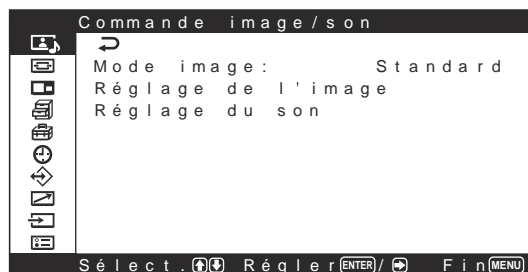 Commande image/son
Mode image: Standard
Réglage de l'image
Réglage du son
Sélect. Régler ENTER / Fin MENU